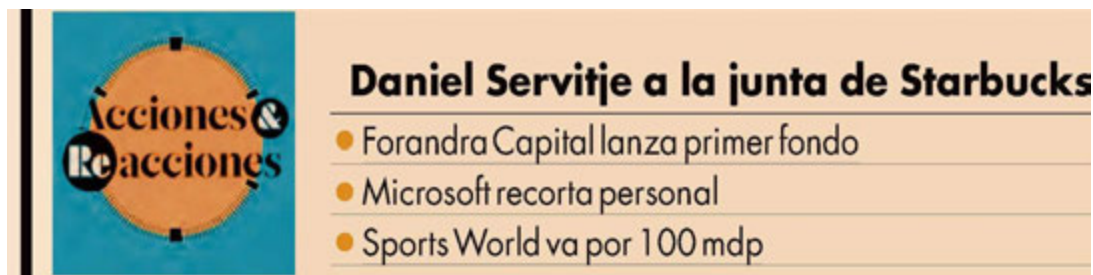 Acciones &
Reacciones
Daniel Servitje a la junta de Starbucks
Forandra Capital lanza primer fondo
Microsoft recorta personal
Sports World va por 100 mdp